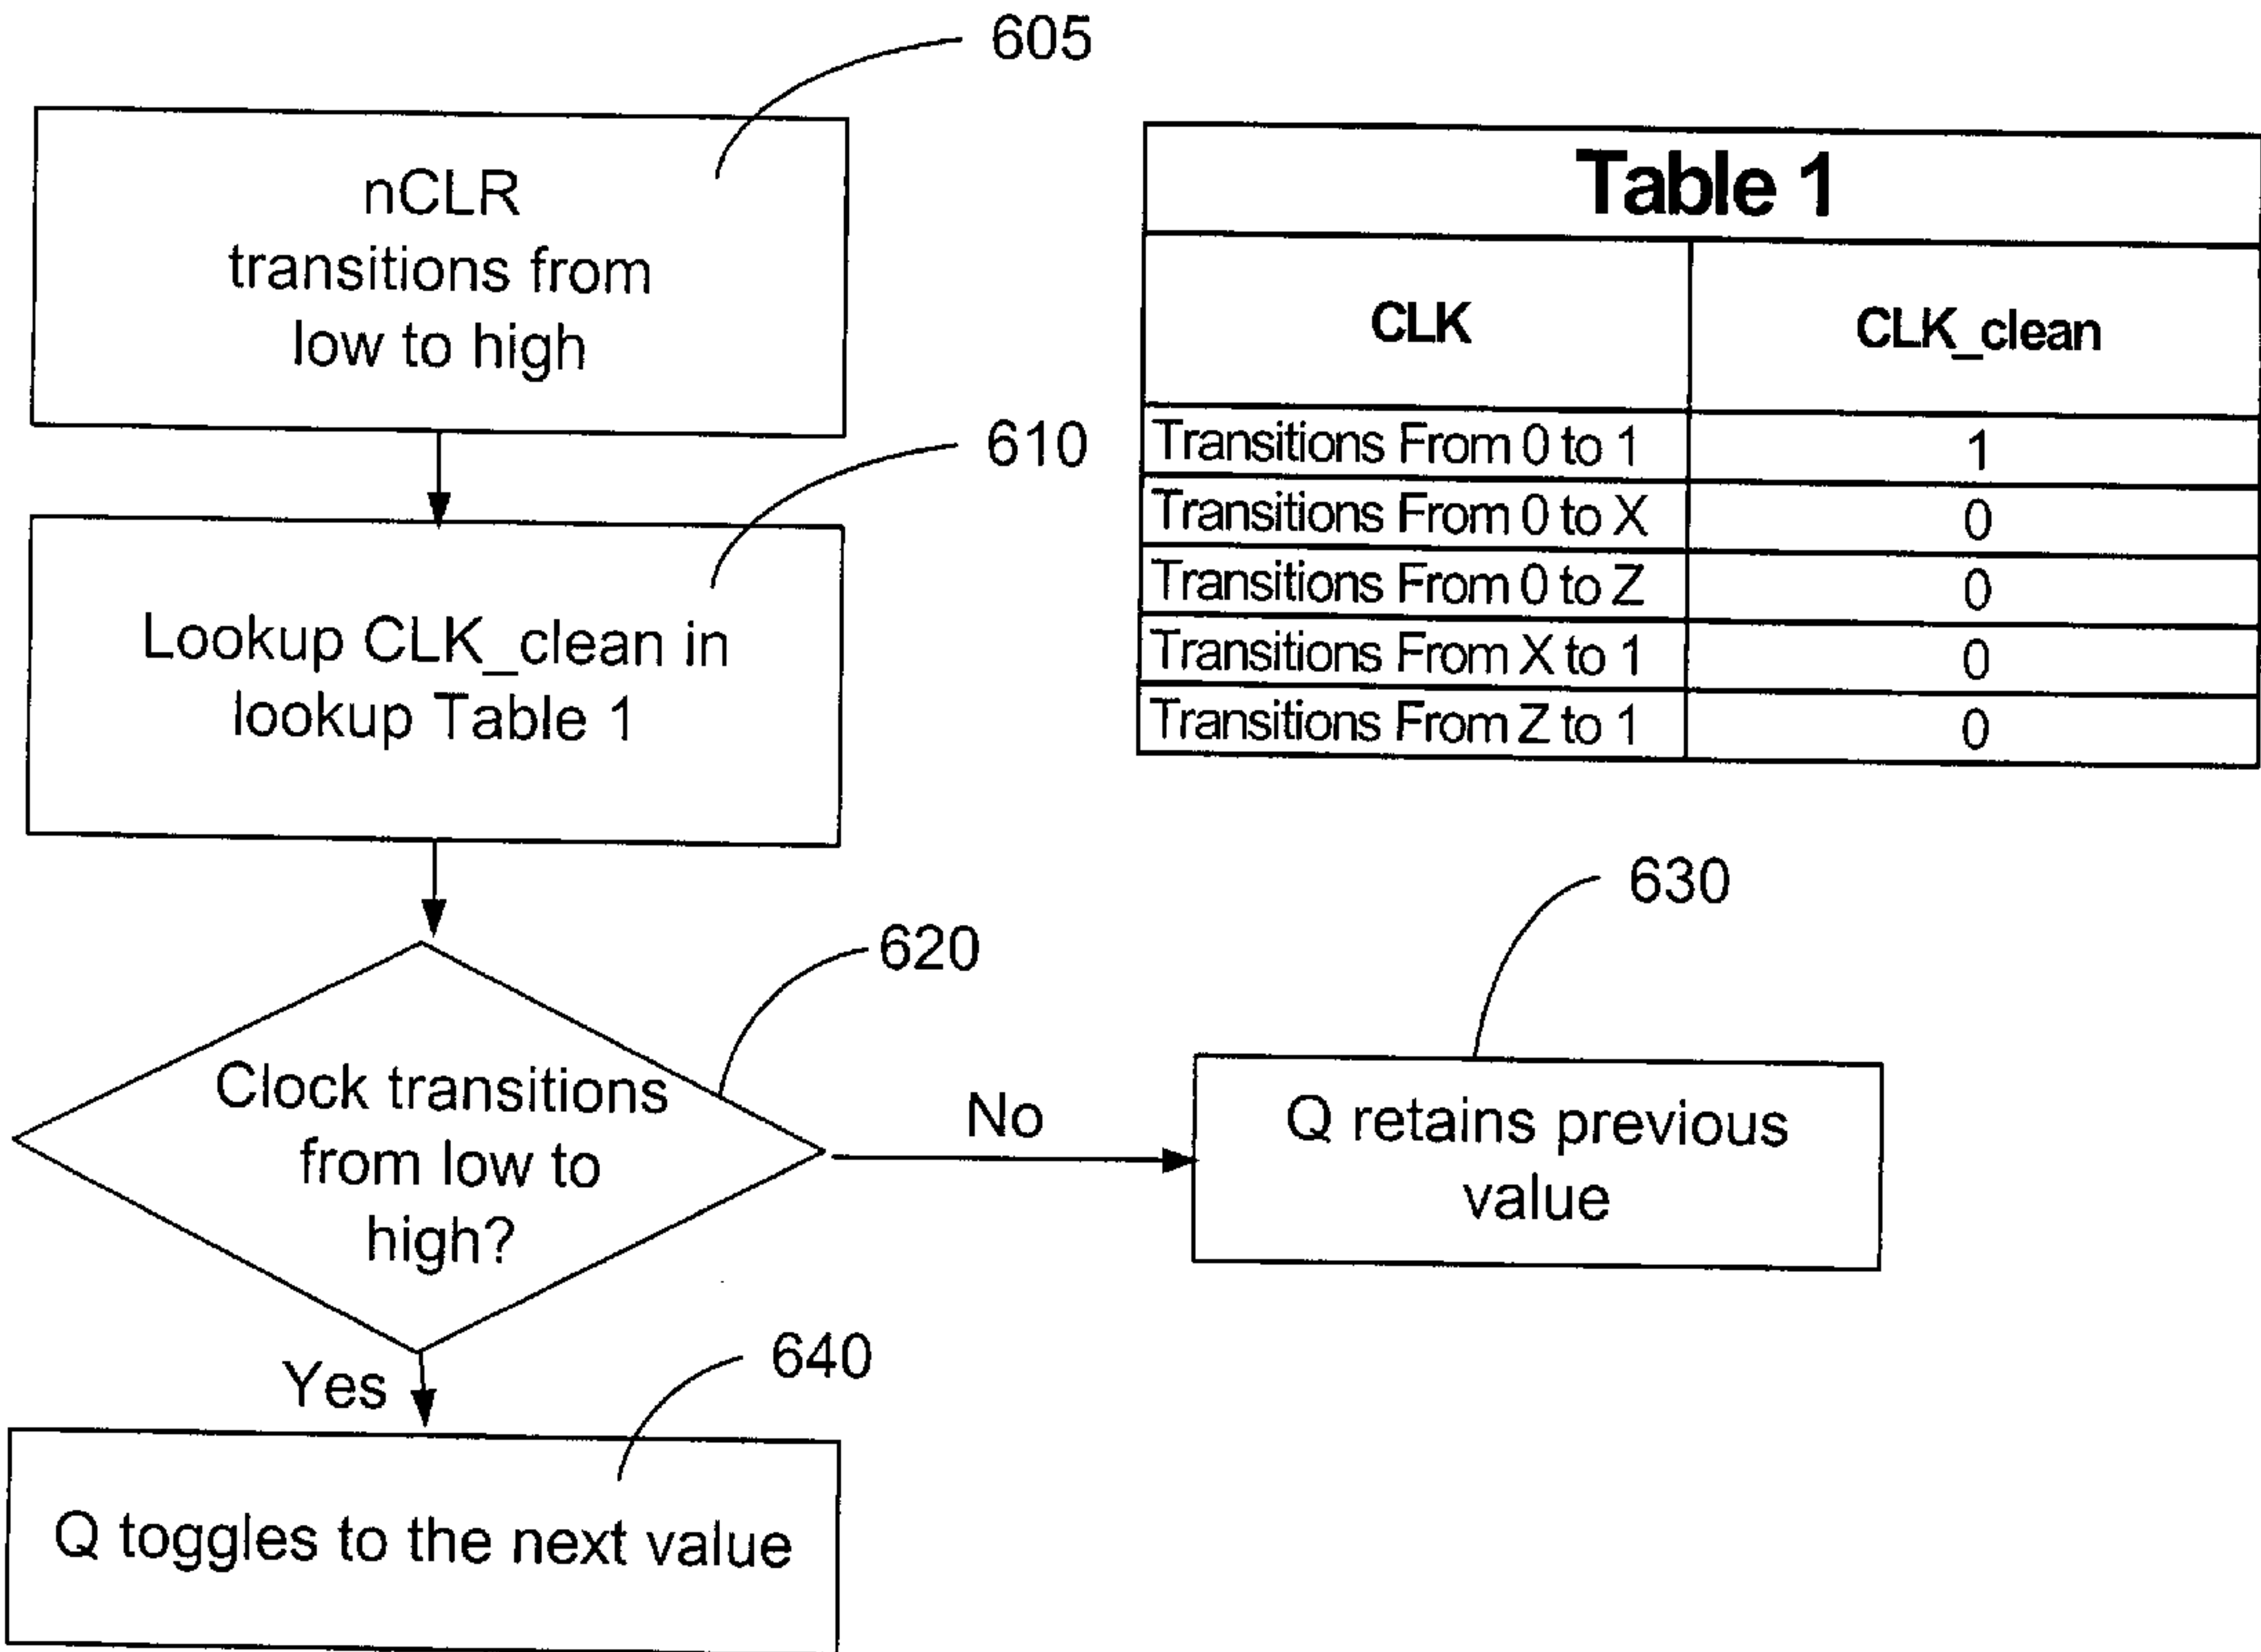 605
nCLR
transitions from
low to high
610
Lookup CLK_clean in
lookup Table 1
620
Clock transitions
from low to
high?
No
630
Q retains previous
value
Yes
640
Q toggles to the next value
Table 1
CLK CLK_clean
Transitions From 0 to 1 1
Transitions From 0 to X 0
Transitions From 0 to Z 0
Transitions From X to 1 0
Transitions From Z to 1 0